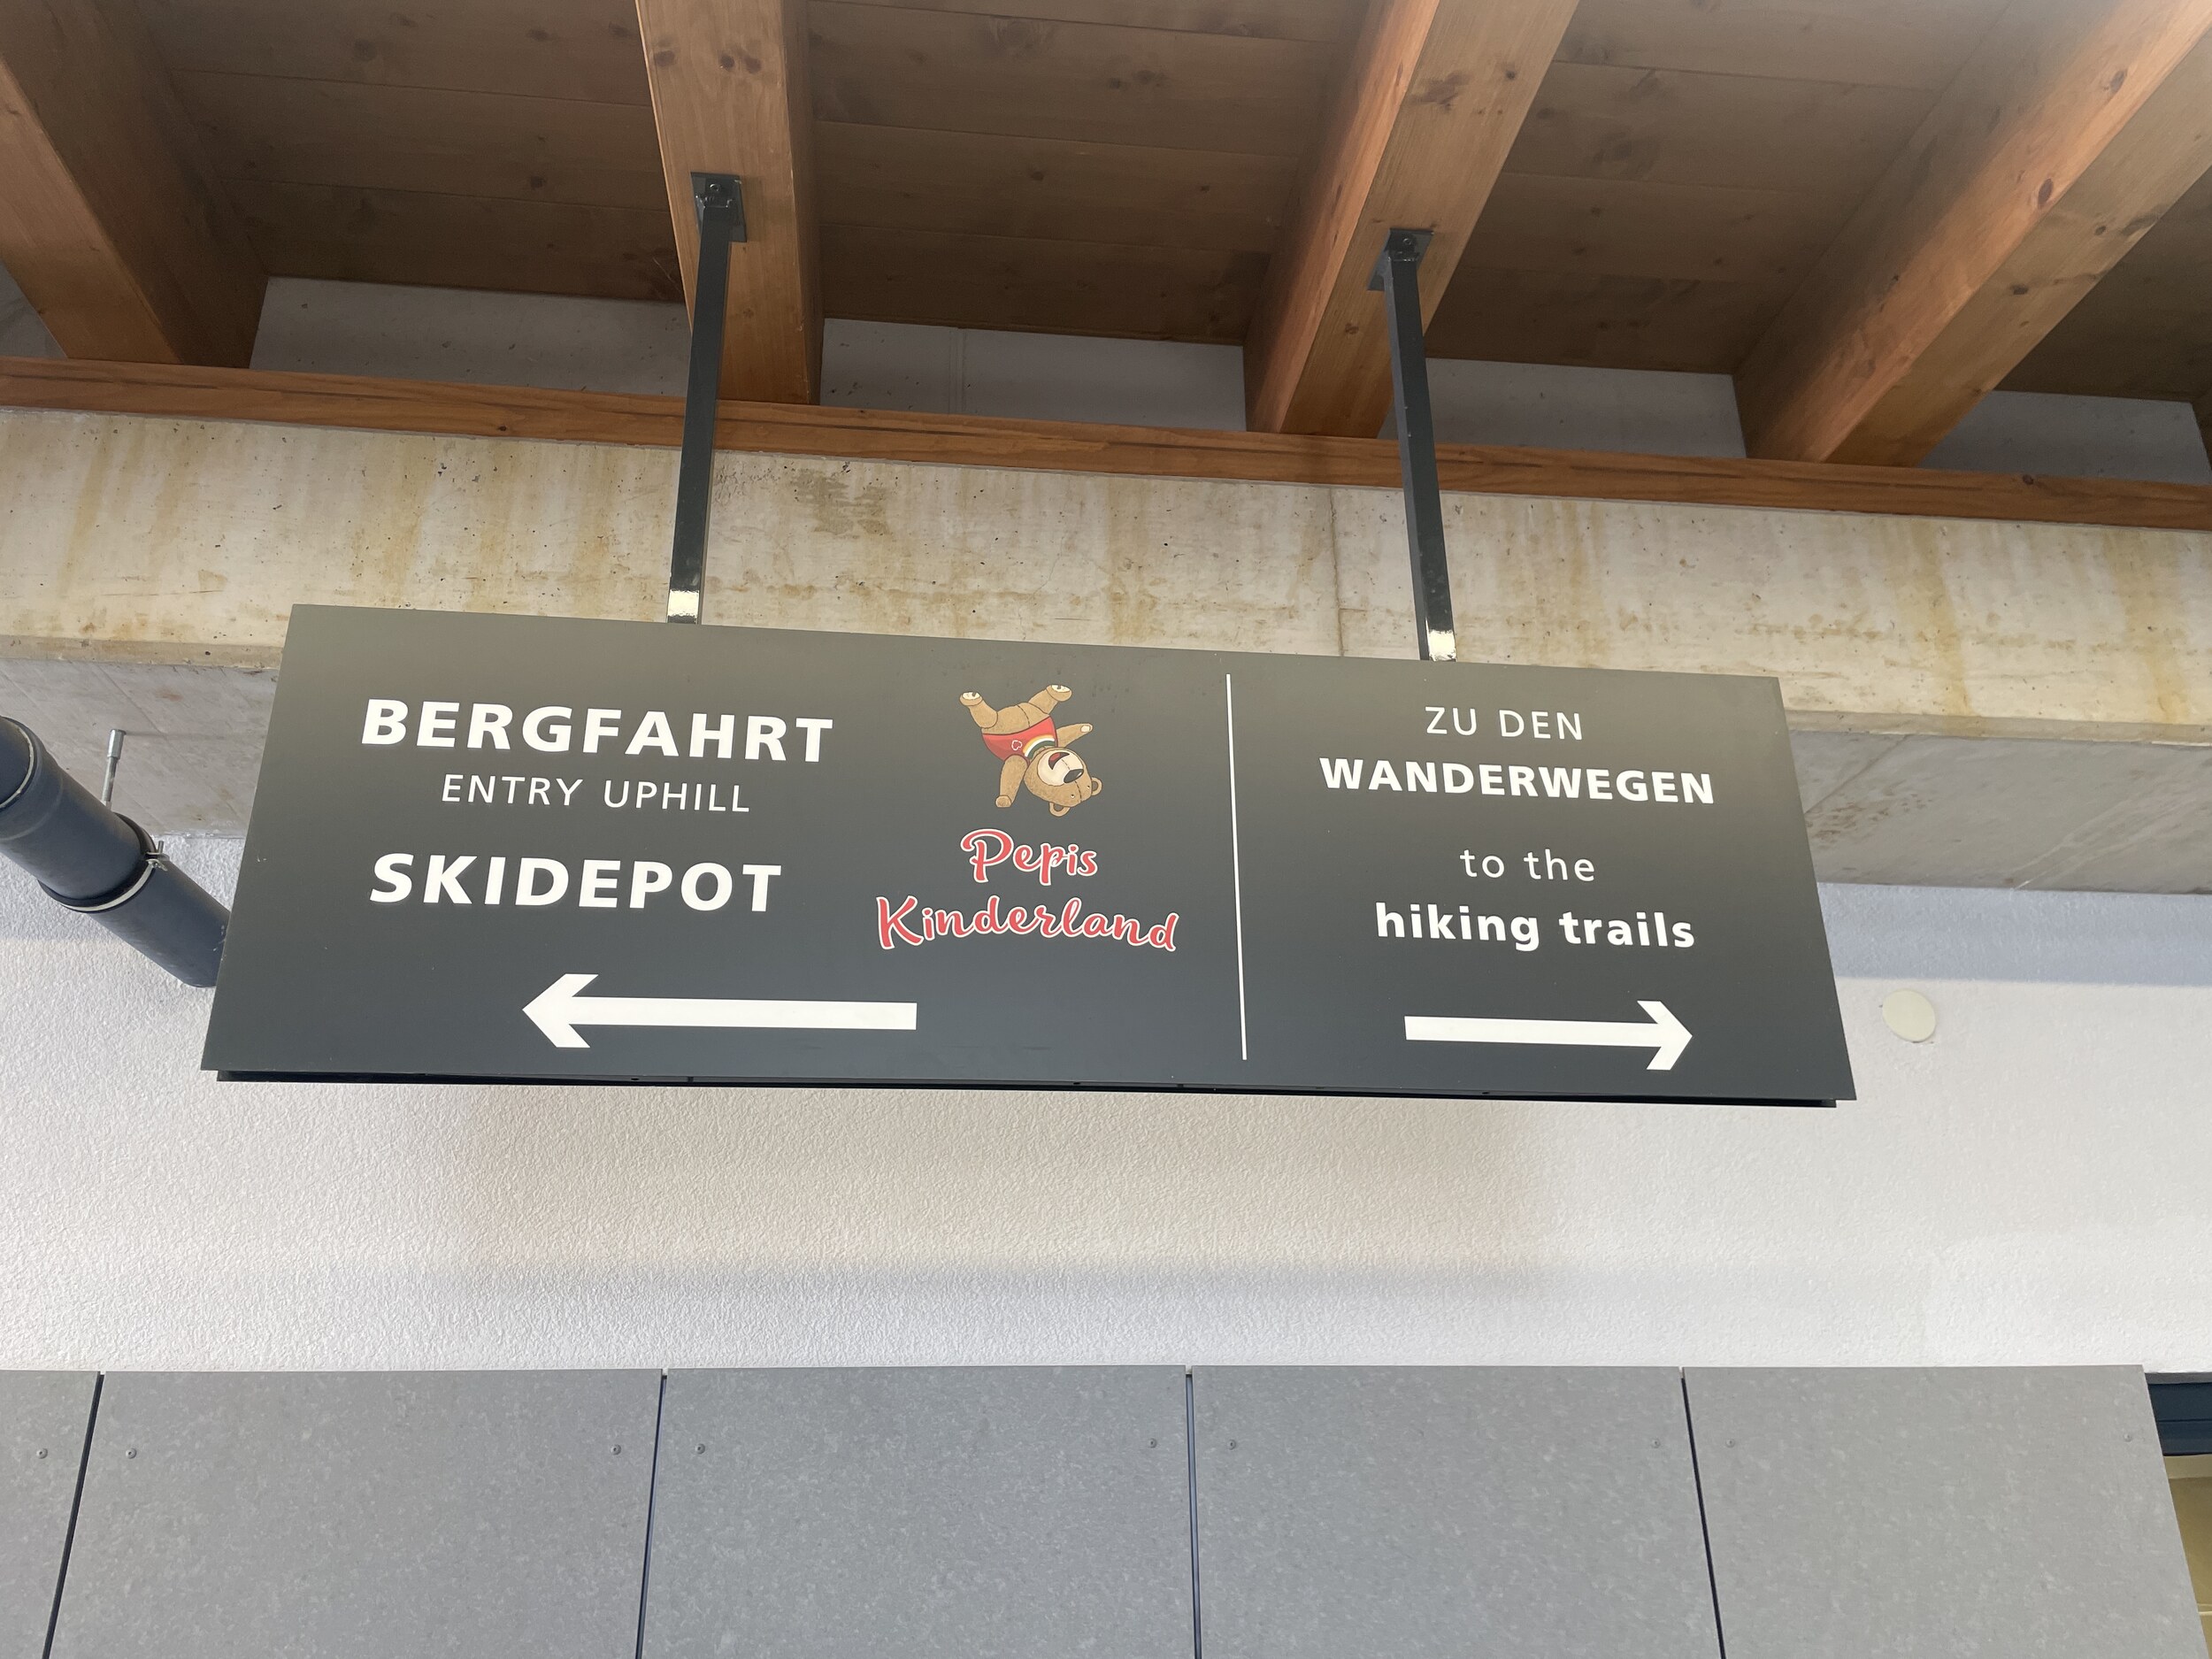 BERGFAHRT
ENTRY UPHILL
SKIDEPOT
Pepis
Kinderland
ZU DEN
WANDERWEGEN
to the
hiking trails